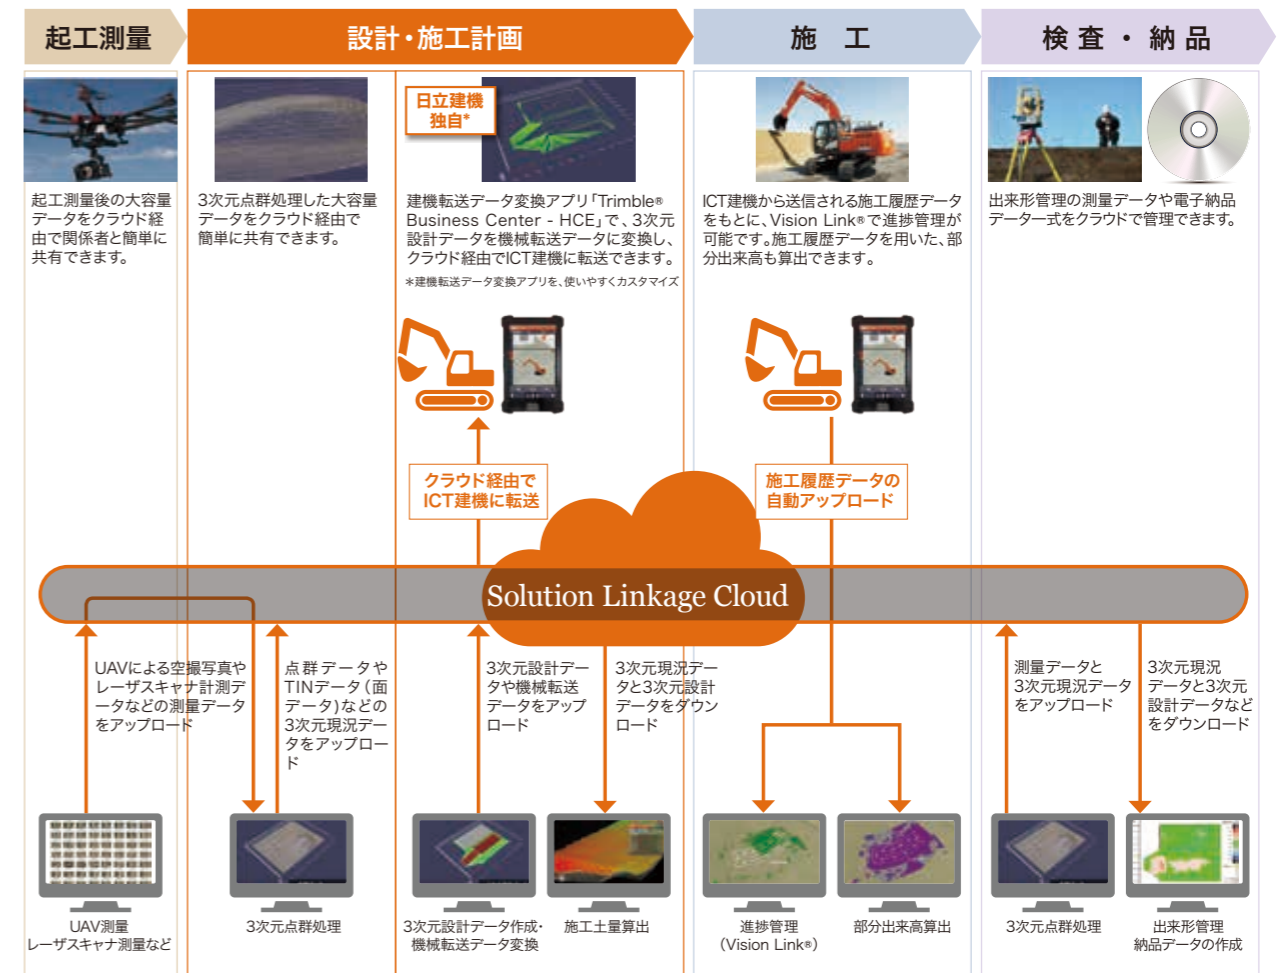 起工測量
設計・施工計画
施 工
検査・納品
起工測量後の大容量
データをクラウド経
由で関係者と簡単に
共有できます。
3次元点群処理した大容量
データをクラウド経由で
簡単に共有できます。
日立建機
独自*
建機転送データ変換アプリ「Trimble®
Business Center - HCE」で、3次元
設計データを機械転送データに変換し、
クラウド経由でICT建機に転送できます。
＊建機転送データ変換アプリを、使いやすくカスタマイズ
ICT建機から送信される施工履歴データ
をもとに、Vision Link®で進捗管理が
可能です。施工履歴データを用いた、部
分出来高も算出できます。
出来形管理の測量データや電子納品
データ一式をクラウドで管理できます。
クラウド経由で
ICT建機に転送
施工履歴データの
自動アップロード
Solution Linkage Cloud
UAVによる空撮写真や
レーザスキャナ計測デ
ータなどの測量データ
をアップロード
点群データや
TINデータ（面
データ）などの
3次元現況デー
タをアップロー
ド
3次元設計デー
タや機械転送
データをアップ
ロード
3次元現況デー
タと3次元設計
データをダウン
ロード
測量データと
3次元現況データ
をアップロード
3次元現況
データと3次元
設計データなど
をダウンロード
UAV測量
レーザスキャナ測量など
3次元点群処理
3次元設計データ作成・
機械転送データ変換
施工土量算出
進捗管理
（Vision Link®）
部分出来高算出
3次元点群処理
出来形管理
納品データの作成